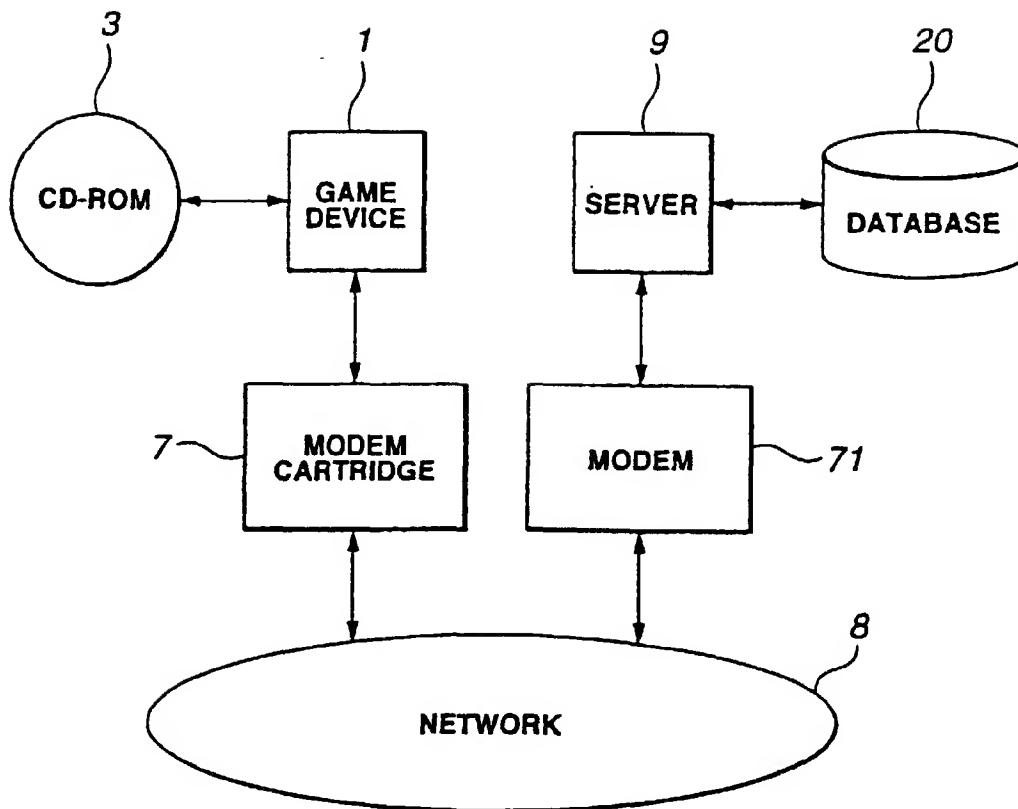 3
1
9
20
CD-ROM
GAME
DEVICE
SERVER
DATABASE
7
MODEM
CARTRIDGE
MODEM
71
8
NETWORK